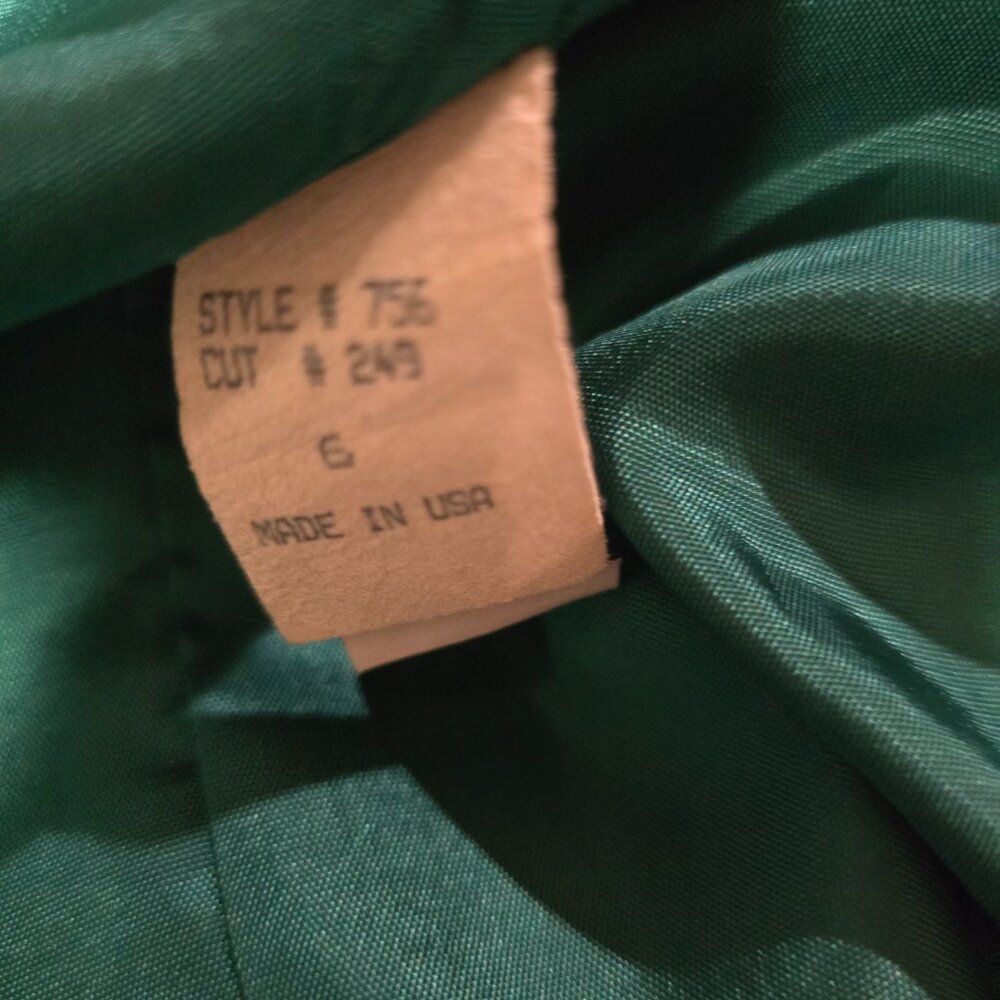 STYLE # 756
CUT # 249
6
MADE IN USA